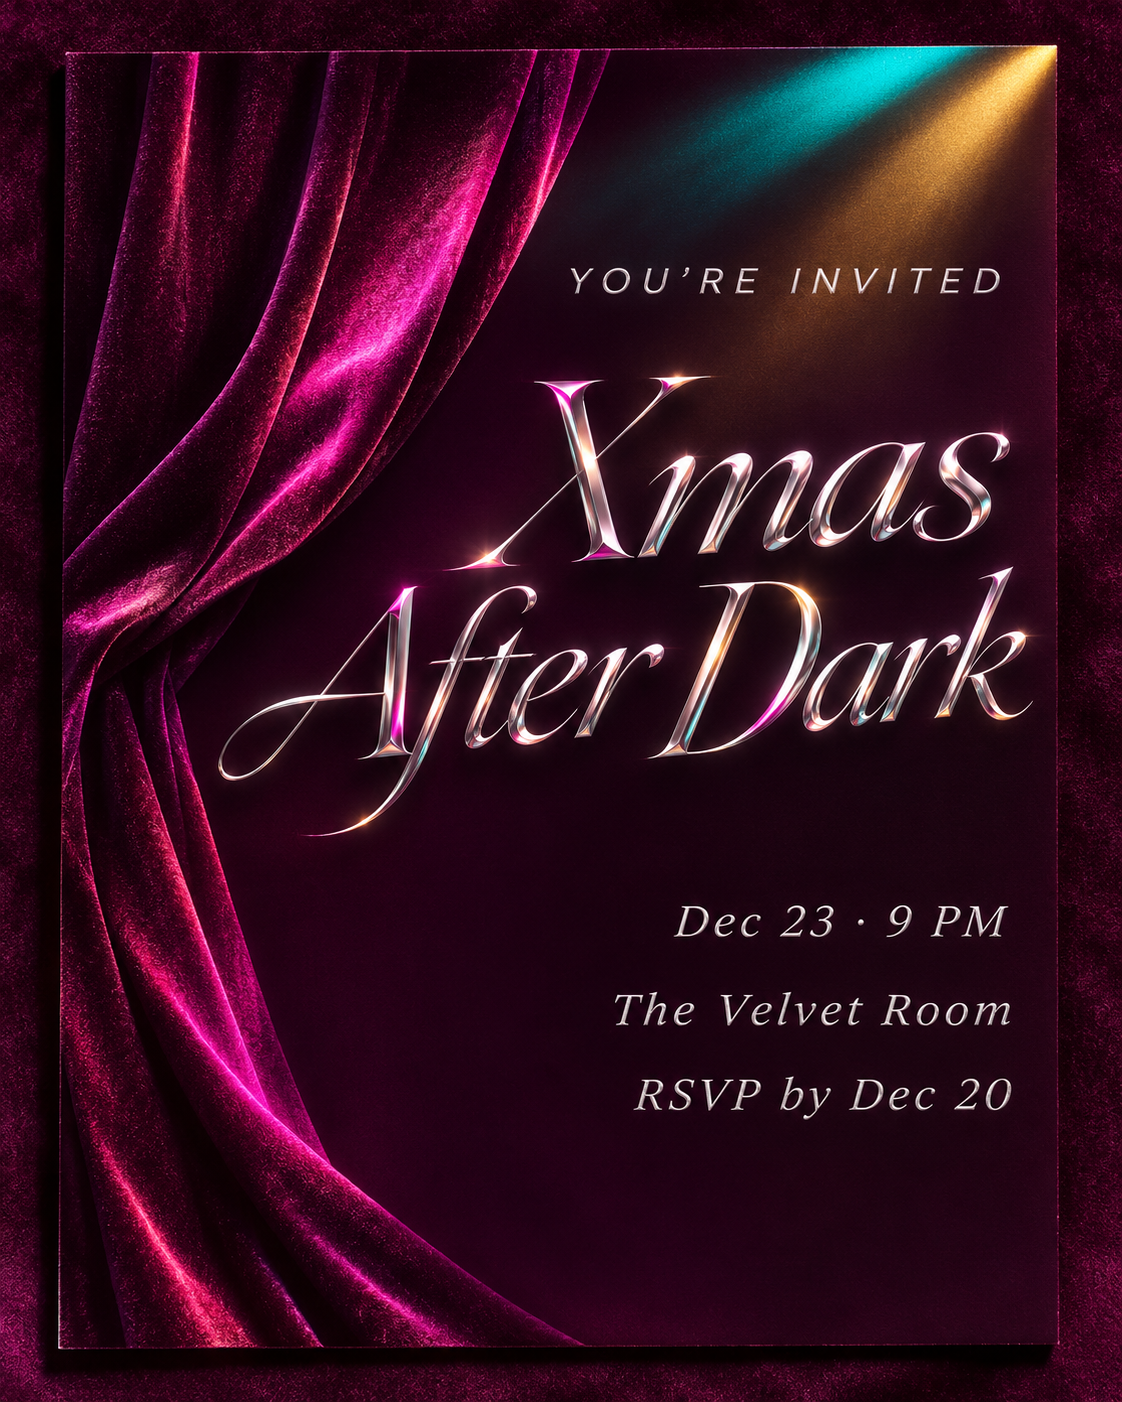 YOU’RE INVITED
Xmas
After Dark
Dec 23 · 9 PM
The Velvet Room
RSVP by Dec 20